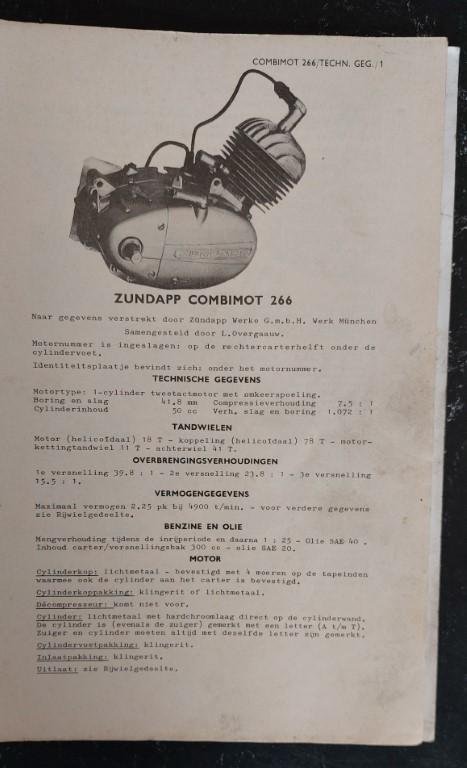 COMBIMOT 266/TECHN. GEG./1
ZUNDAPP COMBIMOT 266
Naar gegevens verstrekt door Zündapp Werke G.m.b.H. Werk München
Samengesteld door L.Overgaauw.
Motornummer is ingeslagen: op de rechtercarterhelft onder de
cylindervoet.
Identiteitsplaatje bevindt zich: onder het motornummer.
TECHNISCHE GEGEVENS
Motortype: 1-cylinder tweetactmotor met omkeerspoeling.
Boring en slag 41.8 mm Compressieverhouding 7.5 : 1
Cylinderinhoud 50 cc Verh. slag en boring 1.072 : 1
TANDWIELEN
Motor (helicoïdaal) 18 T - koppeling (helicoïdaal) 78 T - motor-
kettingtandwiel 11 T - achterwiel 41 T.
OVERBRENGINGSVERHOUDINGEN
1e versnelling 39.8 : 1 - 2e versnelling 23.8 : 1 - 3e versnelling
15.5 : 1.
VERMOGENGEGEVENS
Maximaal vermogen 2.25 pk bij 4900 t/min. - voor verdere gegevens
zie Rijwielgedeelte.
BENZINE EN OLIE
Mengverhouding tijdens de inrijperiode en daarna 1 : 25 - Olie SAE 40 .
Inhoud carter/versnellingsbak 300 cc - olie SAE 20.
MOTOR
Cylinderkop: lichtmetaal - bevestigd met 4 moeren op de tapeinden
waarmee ook de cylinder aan het carter is bevestigd.
Cylinderkoppakking: klingerit of lichtmetaal.
Décompresseur: komt niet voor.
Cylinder: lichtmetaal met hardchroomlaag direct op de cylinderwand.
De cylinder is (evenals de zuiger) gemerkt met een letter (A t/m T)
Zuiger en cylinder moeten altijd met dezelfde letter zijn gemerkt.
Cylindervoetpakking: klingerit.
Inlaatpakking: klingerit.
Uitlaat: zie Rijwielgedeelte.